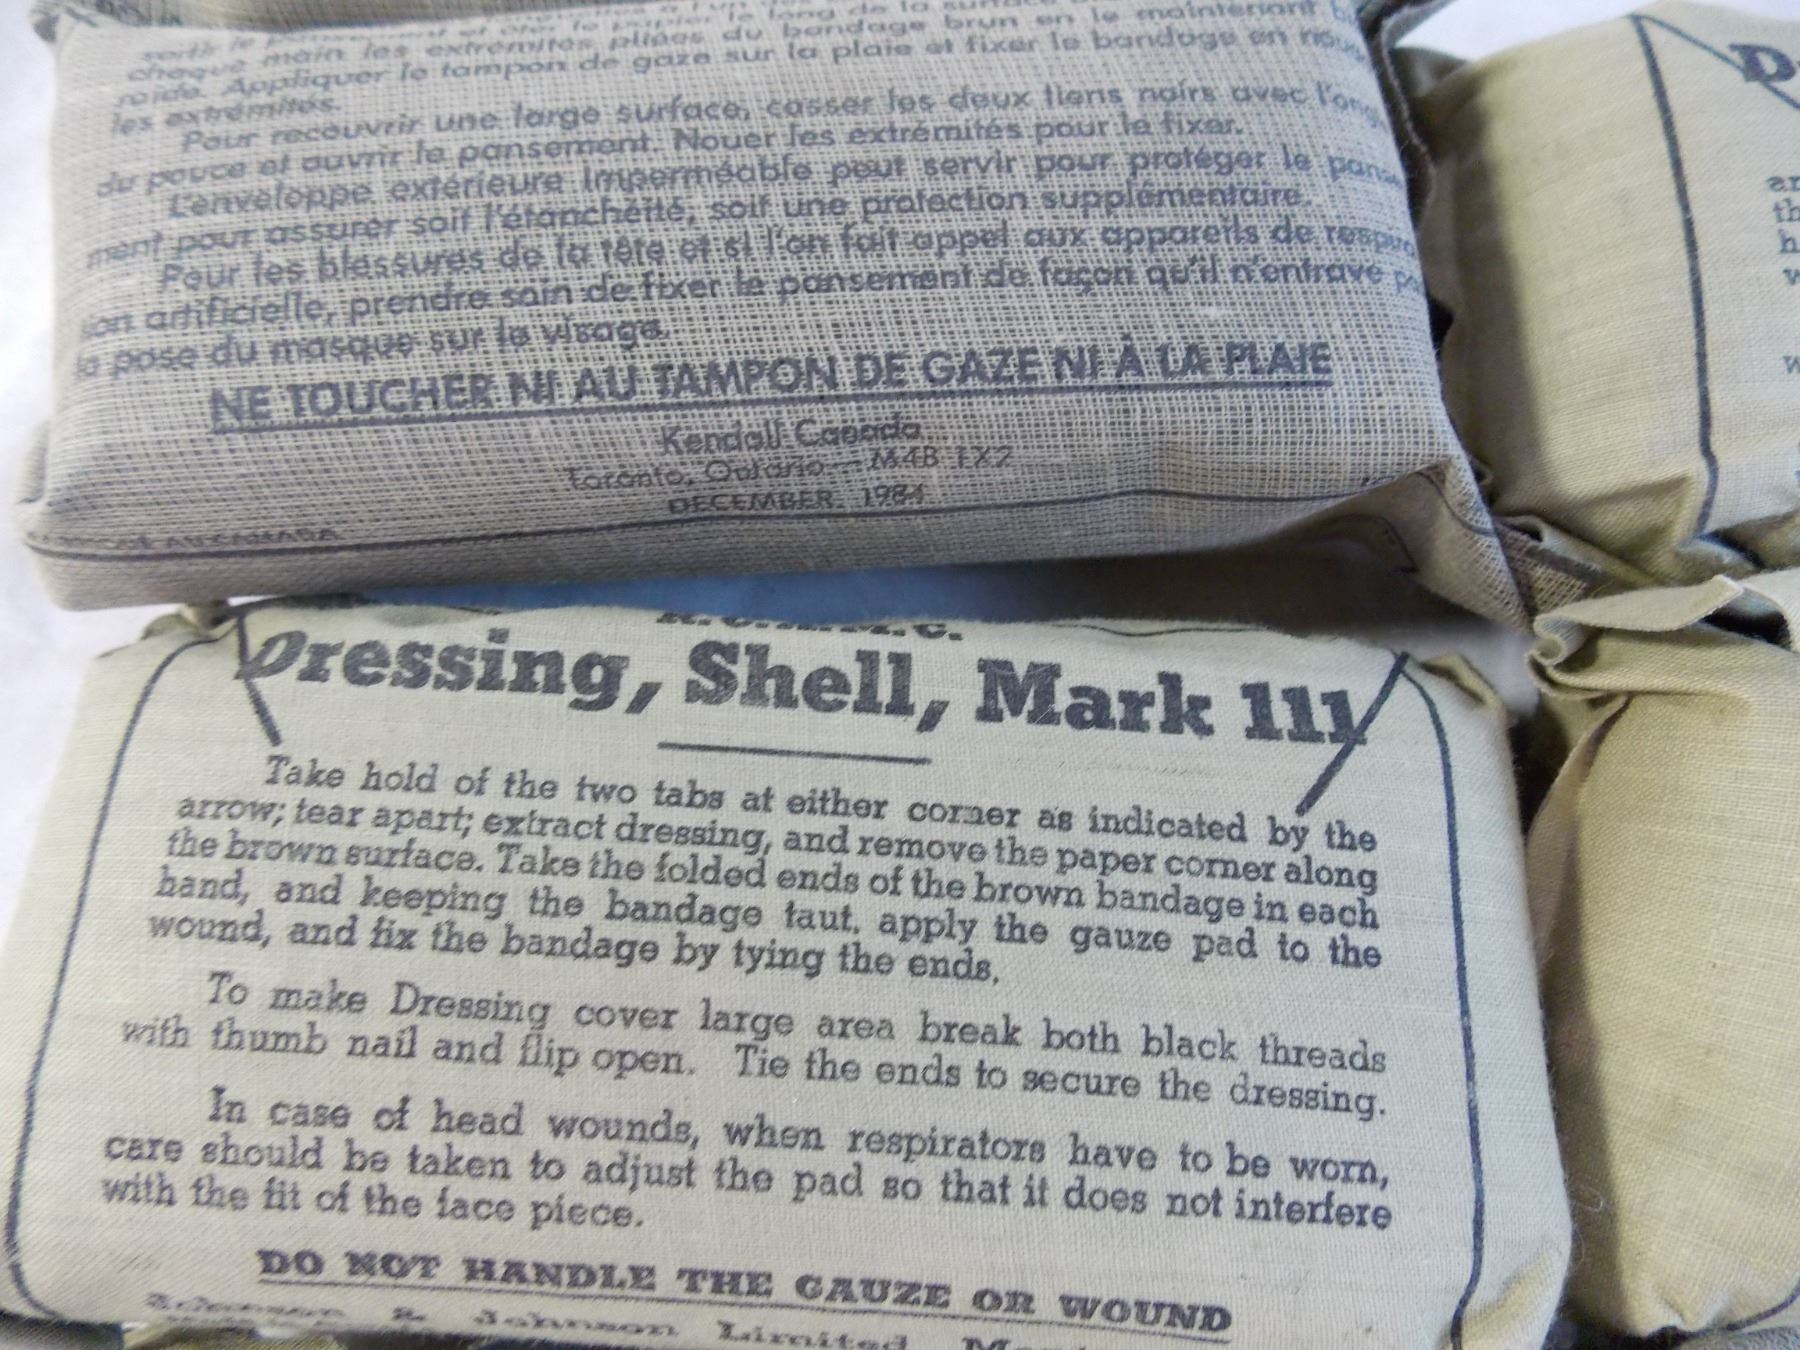 chaque main les extrémités pliées du bandage brun en le maintenant
roide. Appliquer le tampon de gaze sur la plaie et fixer le bandage en
les extrémités.
Pour recouvrir une large surface, casser les deux liens noirs avec
du pouce et ouvrir le pansement. Nouer les extrémités pour le fixer.
L'enveloppe extérieure imperméable peut servir pour protéger le
ment pour assurer soit l'étanchéité, soit une protection supplémentaire.
Pour les blessures de la tête et si l'on fait appel aux appareils de
artificielle, prendre soin de fixer le pansement de façon qu'il n'entrave
la pose du masque sur le visage.
NE TOUCHER NI AU TAMPON DE GAZE NI À LA PLAIE
Kendall Canada
Toronto, Ontario — M4B 1X2
DECEMBER 1984
Dressing, Shell, Mark 111
Take hold of the two tabs at either corner as indicated by the
arrow; tear apart; extract dressing, and remove the paper corner along
the brown surface. Take the folded ends of the brown bandage in each
hand, and keeping the bandage taut, apply the gauze pad to the
wound, and fix the bandage by tying the ends.
To make Dressing cover large area break both black threads
with thumb nail and flip open. Tie the ends to secure the dressing.
In case of head wounds, when respirators have to be worn,
care should be taken to adjust the pad so that it does not interfere
with the fit of the face piece.
DO NOT HANDLE THE GAUZE OR WOUND
Johnson & Johnson Limited